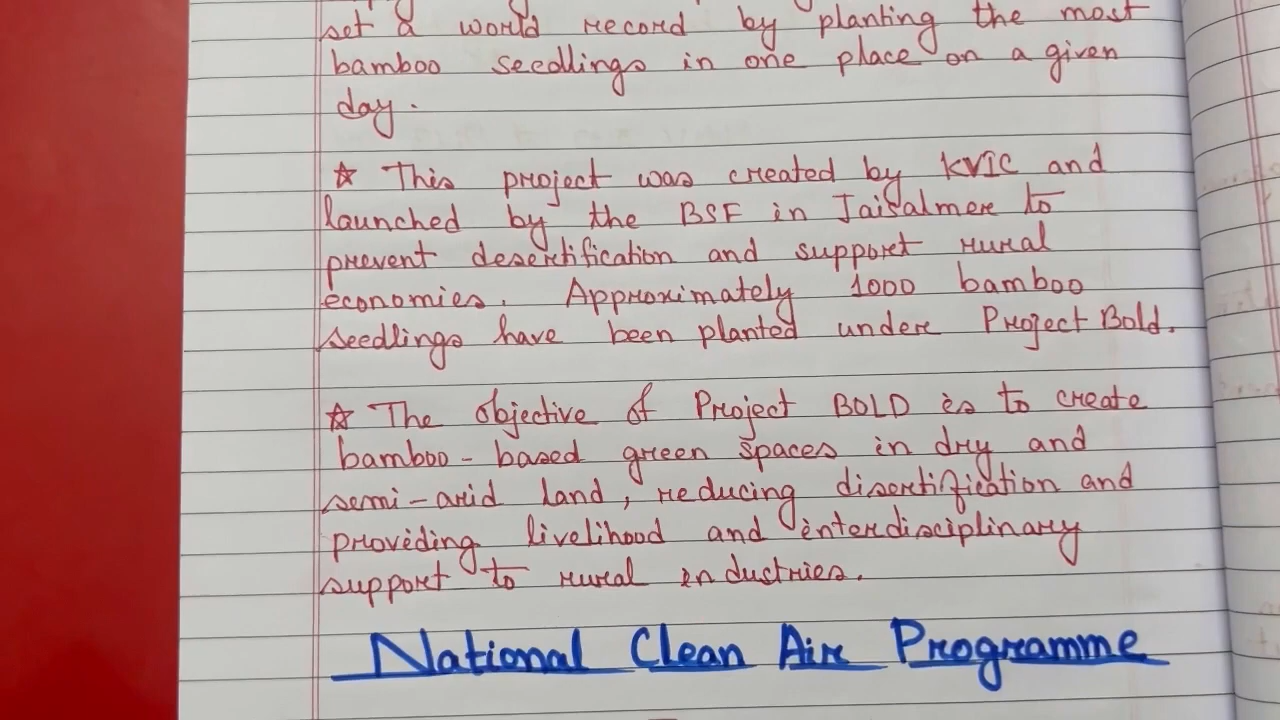 set a world record by planting the most
bamboo seedlings in one place on a given
day.
☆ This project was created by KVIC and
launched by the BSF in Jaisalmer to
prevent desertification and support rural
economies. Approximately 1000 bamboo
seedlings have been planted under Project Bold.
☆ The objective of Project BOLD is to create
bamboo-based green spaces in dry and
semi-arid land, reducing disertification and
providing livelihood and interdisciplinary
support to rural industries.
National Clean Air Programme